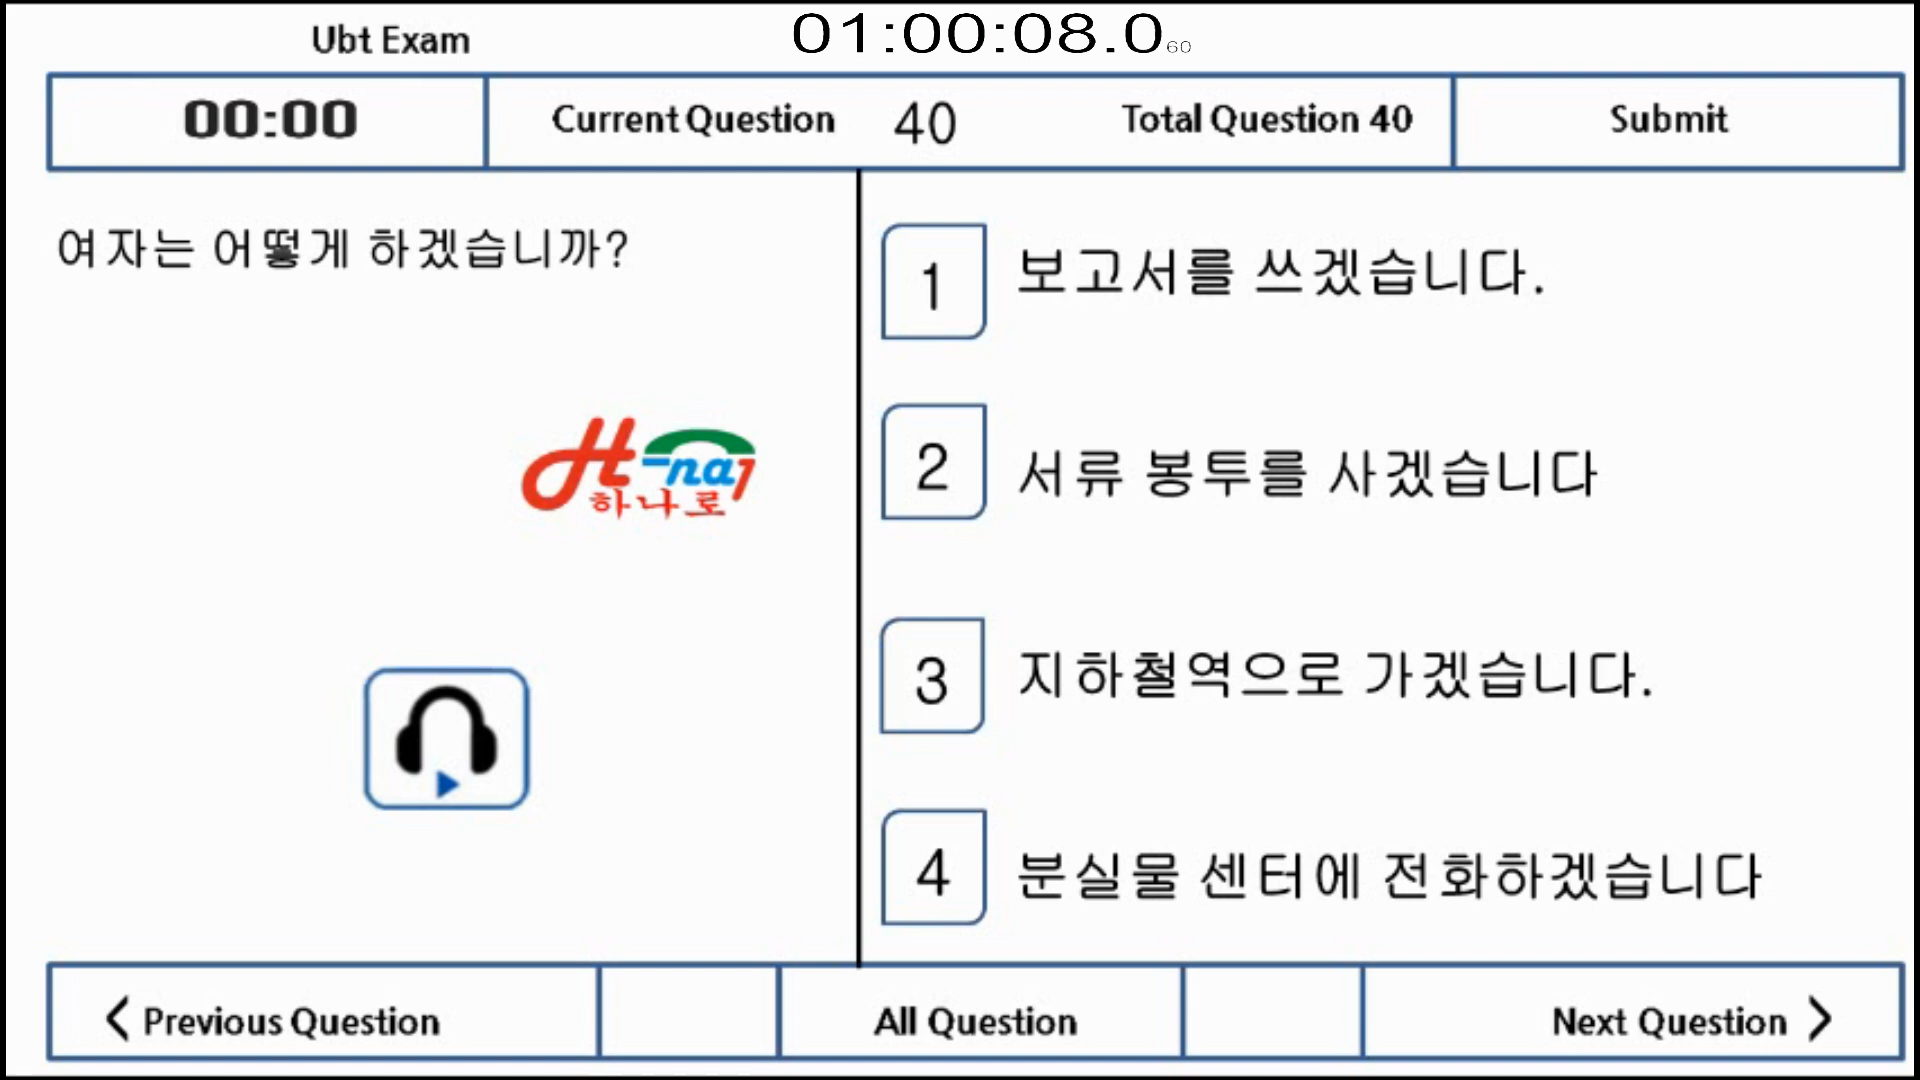 Ubt Exam
01:00:08.0 60
00:00
Current Question 40
Total Question 40
Submit
여자는 어떻게 하겠습니까?
H-na
하나로
1 보고서를 쓰겠습니다.
2 서류 봉투를 사겠습니다
3 지하철역으로 가겠습니다.
4 분실물 센터에 전화하겠습니다
Previous Question
All Question
Next Question